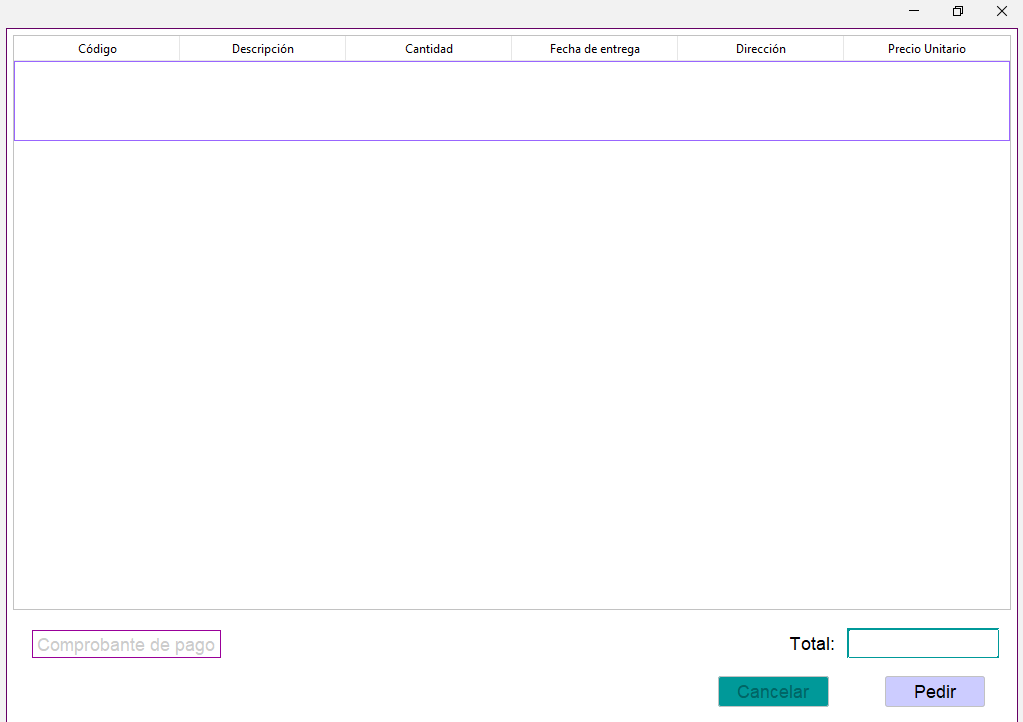 Código Descripción Cantidad Fecha de entrega Dirección Precio Unitario
Comprobante de pago Total:
Cancelar Pedir